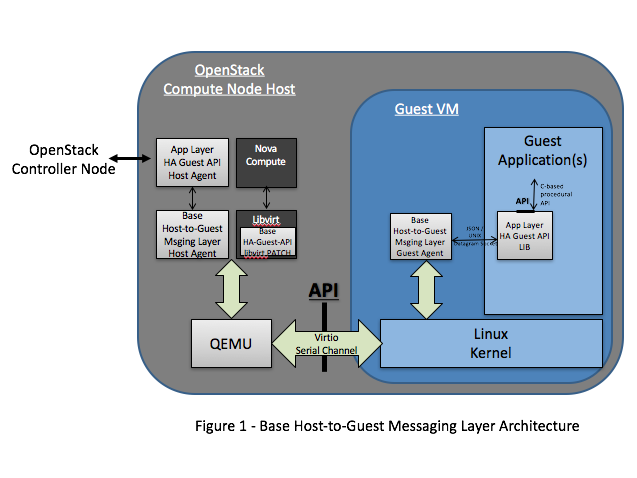 OpenStack
Compute Node Host
Guest VM
OpenStack
Controller Node
App Layer
HA Guest API
Host Agent
Nova
Compute
Base
Host-to-Guest
Msging Layer
Host Agent
Libvirt
Base
HA-Guest-API
libvirt PATCH
Guest
Application(s)
C-based
procedural
API
API
App Layer
HA Guest API
LIB
Base
Host-to-Guest
Msging Layer
Guest Agent
JSON /
UNIX
Datagram Socket
API
QEMU
Virtio
Serial Channel
Linux
Kernel
Figure 1 - Base Host-to-Guest Messaging Layer Architecture